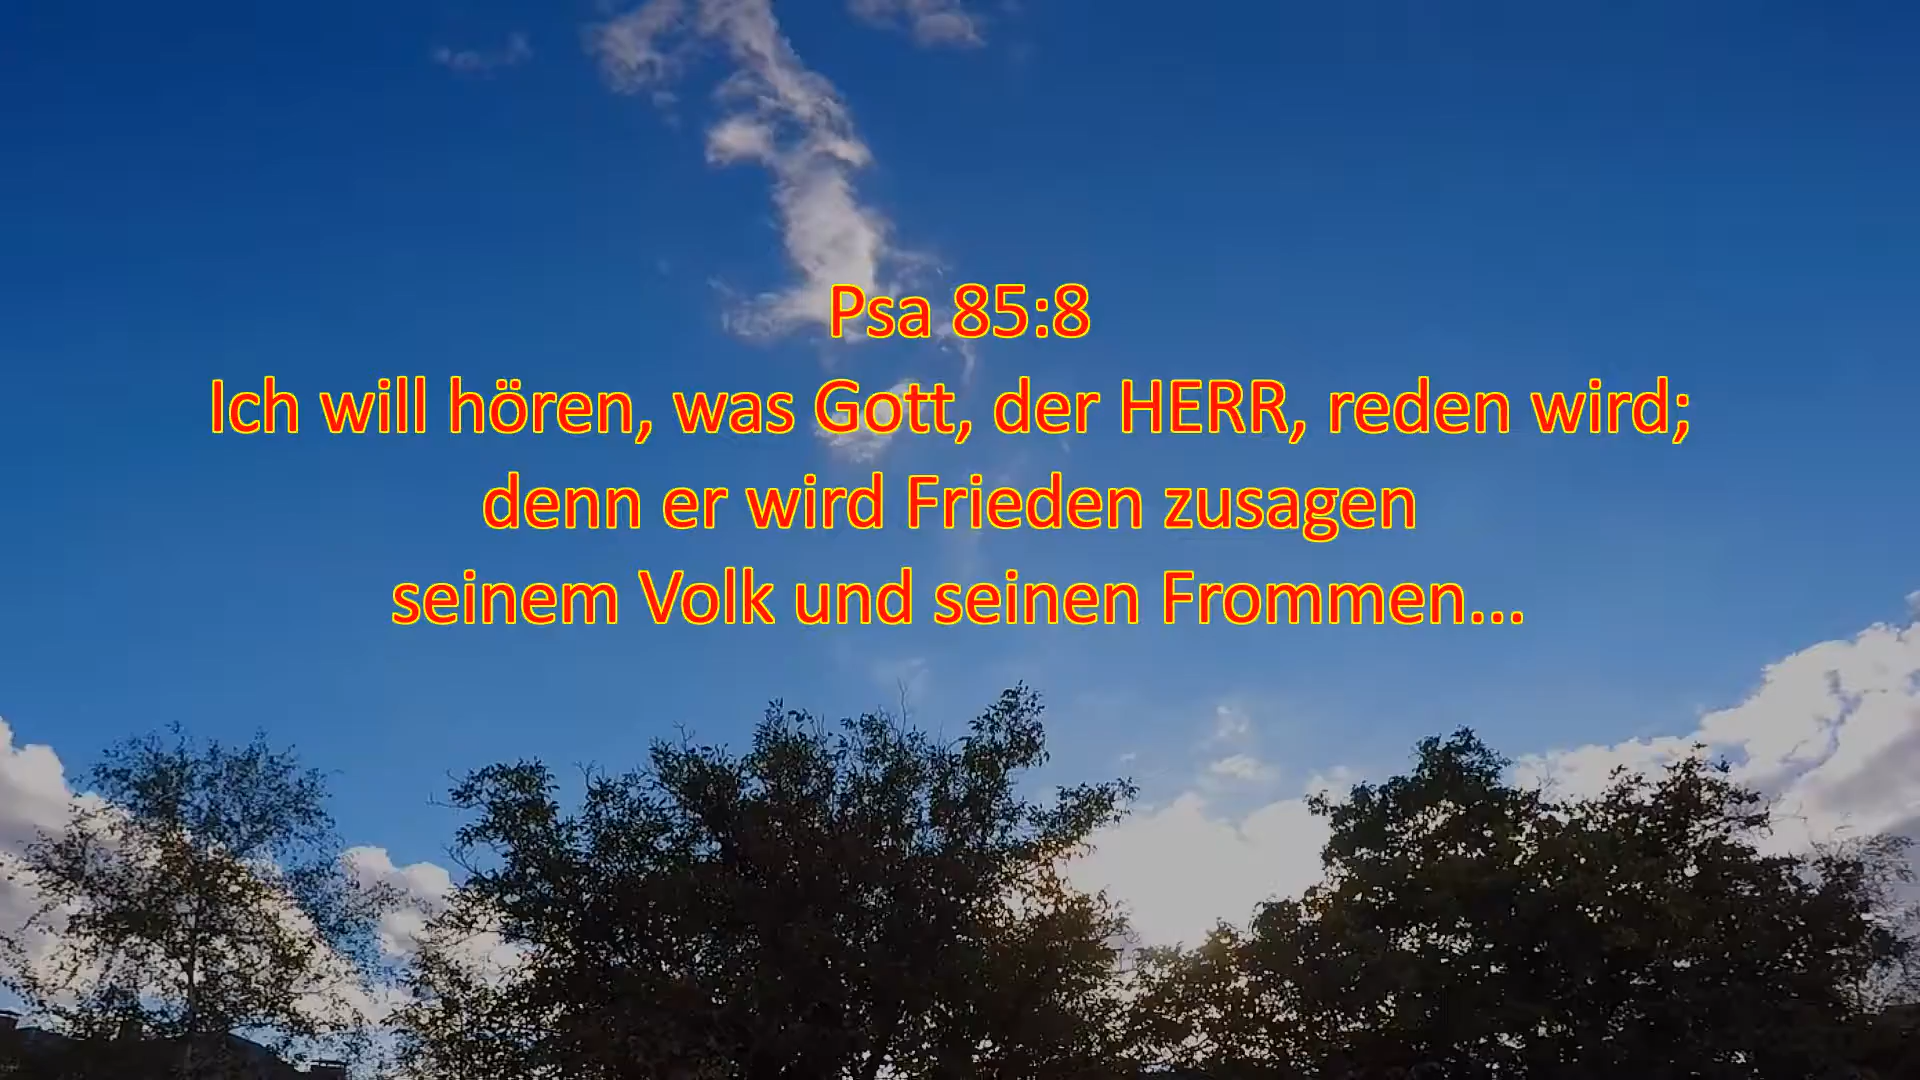 Psa 85:8
Ich will hören, was Gott, der HERR, reden wird;
denn er wird Frieden zusagen
seinem Volk und seinen Frommen...